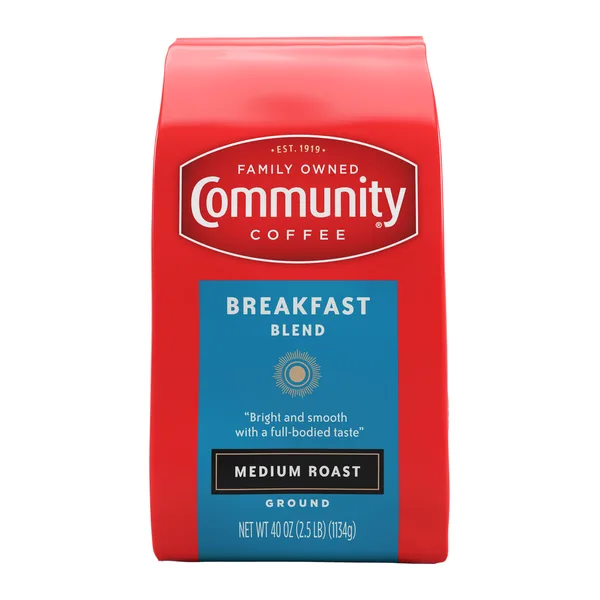 • EST. 1919 •
FAMILY OWNED
Community®
COFFEE
BREAKFAST
BLEND
“Bright and smooth
with a full-bodied taste”
MEDIUM ROAST
GROUND
NET WT 40 OZ (2.5 LB) (1134g)